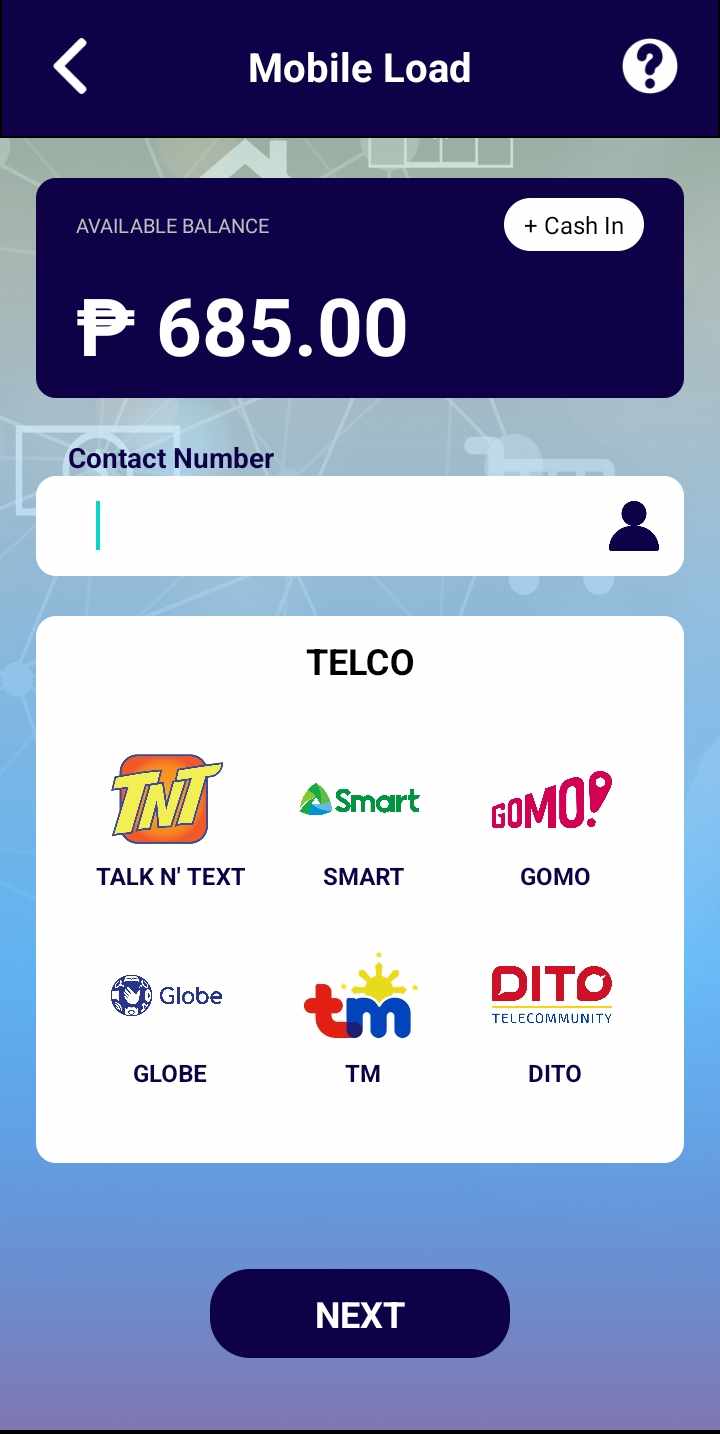 Mobile Load
AVAILABLE BALANCE
+ Cash In
₱ 685.00
Contact Number
TELCO
TNT
Smart
GOMO!
TALK N' TEXT
SMART
GOMO
Globe
tm
DITO
TELECOMMUNITY
GLOBE
TM
DITO
NEXT